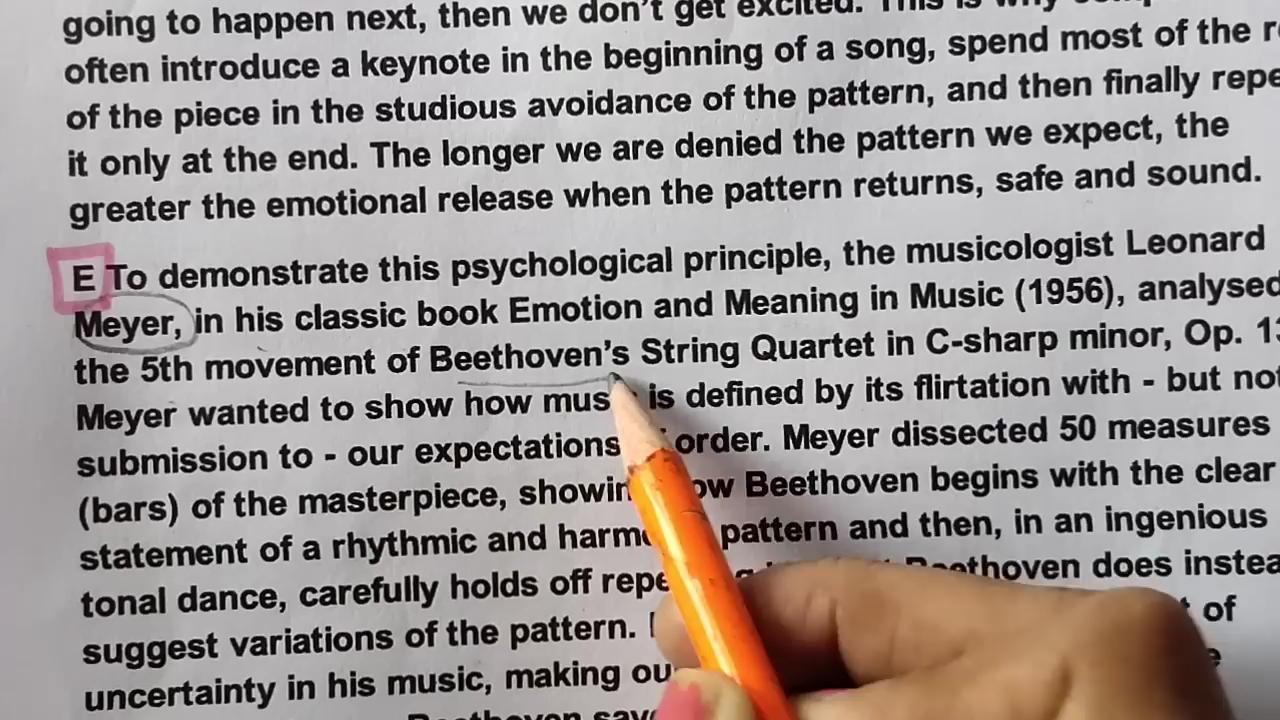 going to happen next, then we don't get excited. This is why
often introduce a keynote in the beginning of a song, spend most of the
of the piece in the studious avoidance of the pattern, and then finally
it only at the end. The longer we are denied the pattern we expect, the
greater the emotional release when the pattern returns, safe and sound.
E To demonstrate this psychological principle, the musicologist Leonard
Meyer, in his classic book Emotion and Meaning in Music (1956), analysed
the 5th movement of Beethoven's String Quartet in C-sharp minor, Op.
Meyer wanted to show how is defined by its flirtation with - but not
submission to - our expectations order. Meyer dissected 50 measures
(bars) of the masterpiece, showing how Beethoven begins with the clear
statement of a rhythmic and pattern and then, in an ingenious
tonal dance, carefully holds off Beethoven does
suggest variations of the pattern. of
uncertainty in his music, making
Beethoven